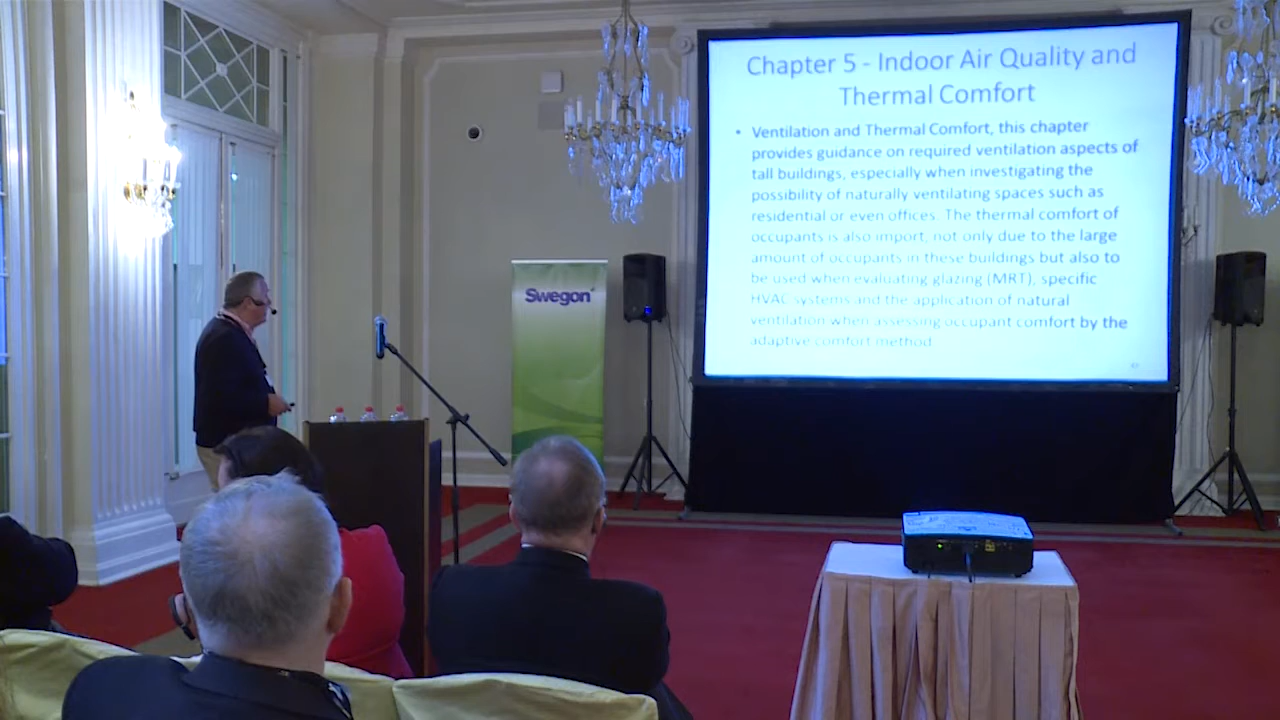 Chapter 5 - Indoor Air Quality and
Thermal Comfort
• Ventilation and Thermal Comfort, this chapter
provides guidance on required ventilation aspects of
tall buildings, especially when investigating the
possibility of naturally ventilating spaces such as
residential or even offices. The thermal comfort of
occupants is also import, not only due to the large
amount of occupants in these buildings but also to
be used when evaluating glazing (MRT), specific
HVAC systems and the application of natural
ventilation when assessing occupant comfort by the
adaptive comfort method
Swegon